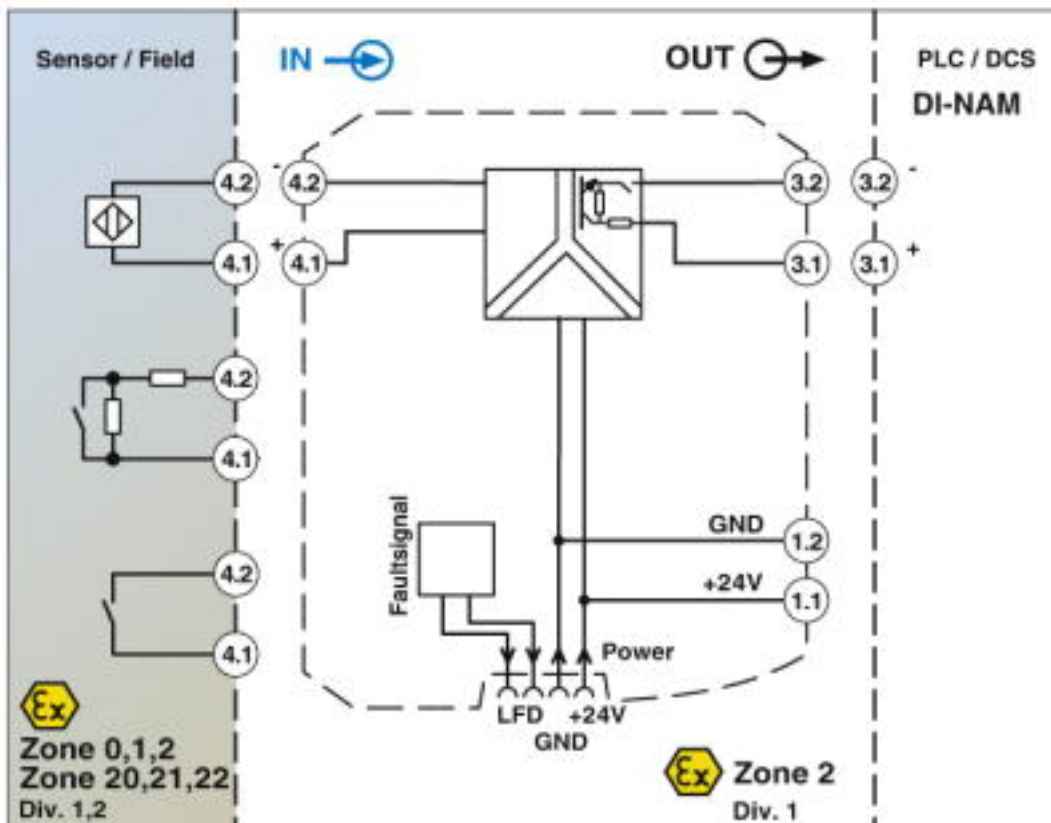 Sensor / Field
IN
OUT
PLC / DCS
DI-NAM
4.2
-
4.2
3.2
3.2
-
4.1
+
4.1
3.1
3.1
+
4.2
4.1
Faultsignal
GND
1.2
4.2
+24V
1.1
4.1
Power
LFD
+24V
GND
Ex
Zone 0,1,2
Zone 20,21,22
Div. 1,2
Ex
Zone 2
Div. 1